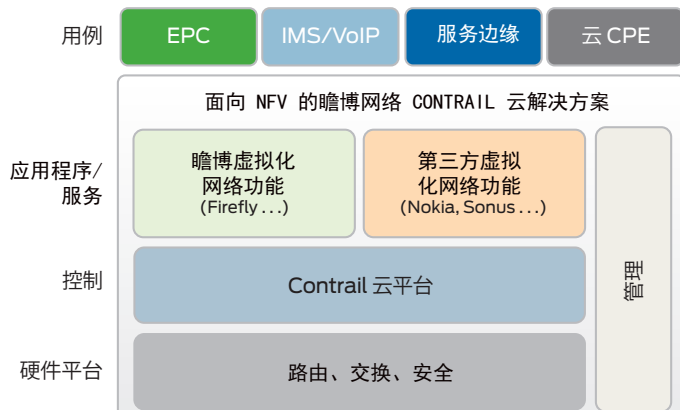 用例
EPC
IMS/VoIP
服务边缘
云 CPE
面向 NFV 的瞻博网络 CONTRAIL 云解决方案
应用程序/
服务
瞻博虚拟化
网络功能
(Firefly...)
第三方虚拟
化网络功能
(Nokia, Sonus...)
控制
Contrail 云平台
管理
硬件平台
路由、交换、安全